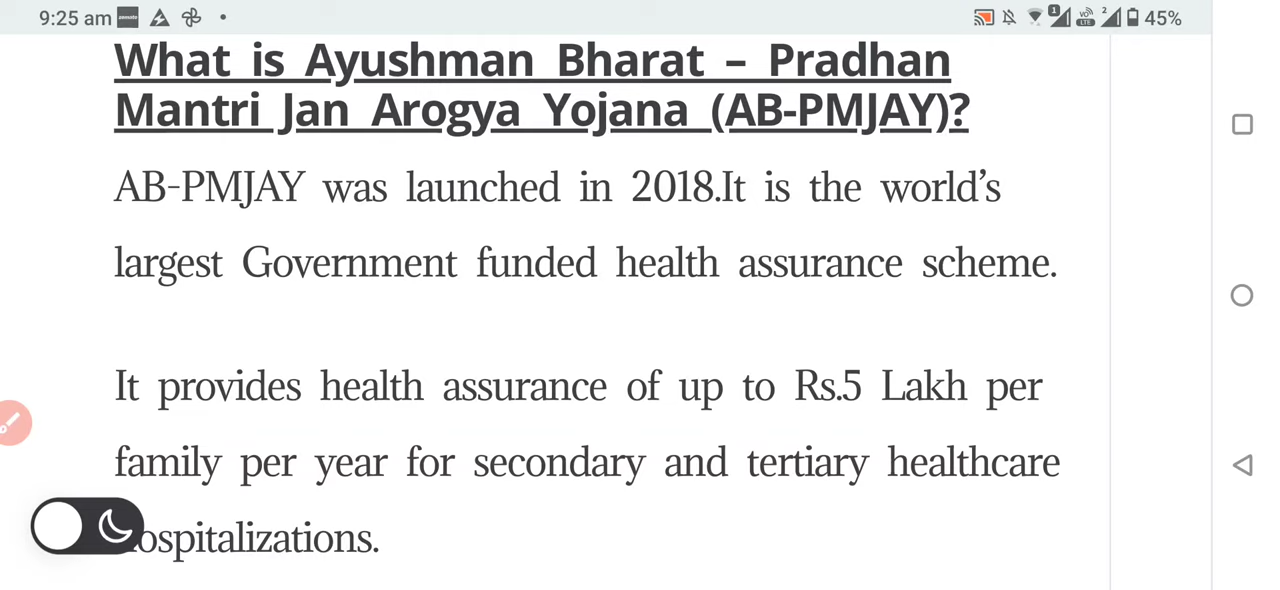 9:25 am
45%
What is Ayushman Bharat – Pradhan
Mantri Jan Arogya Yojana (AB-PMJAY)?
AB-PMJAY was launched in 2018.It is the world’s
largest Government funded health assurance scheme.
It provides health assurance of up to Rs.5 Lakh per
family per year for secondary and tertiary healthcare
hospitalizations.